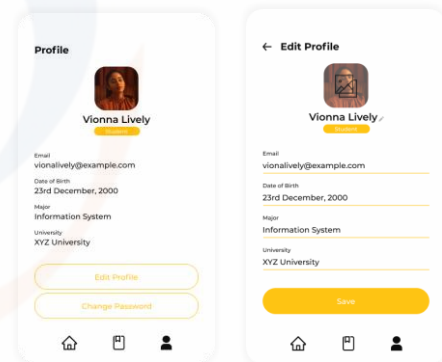 Profile
Vionna Lively
Student
Email
vionalively@example.com
Date of Birth
23rd December, 2000
Major
Information System
University
XYZ University
Edit Profile
Change Password
← Edit Profile
Vionna Lively
Student
Email
vionalively@example.com
Date of Birth
23rd December, 2000
Major
Information System
University
XYZ University
Save